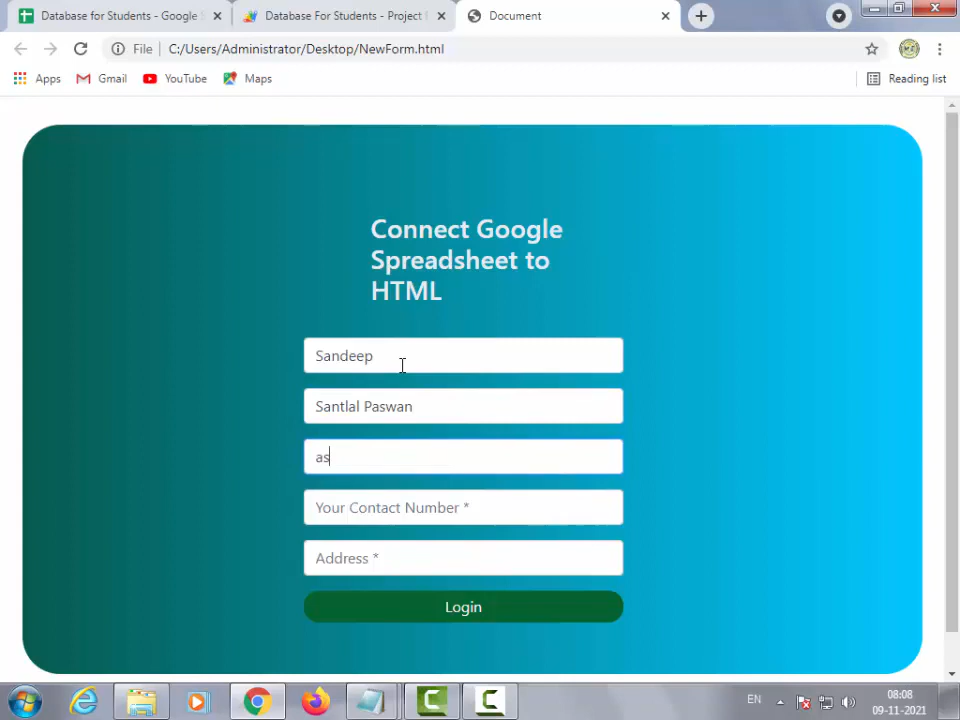 Database for Students - Google S
Database For Students - Project
Document
File
C:/Users/Administrator/Desktop/NewForm.html
Apps
Gmail
YouTube
Maps
Reading list
Connect Google
Spreadsheet to
HTML
Sandeep
Santlal Paswan
as
Your Contact Number *
Address *
Login
EN
08:08
09-11-2021